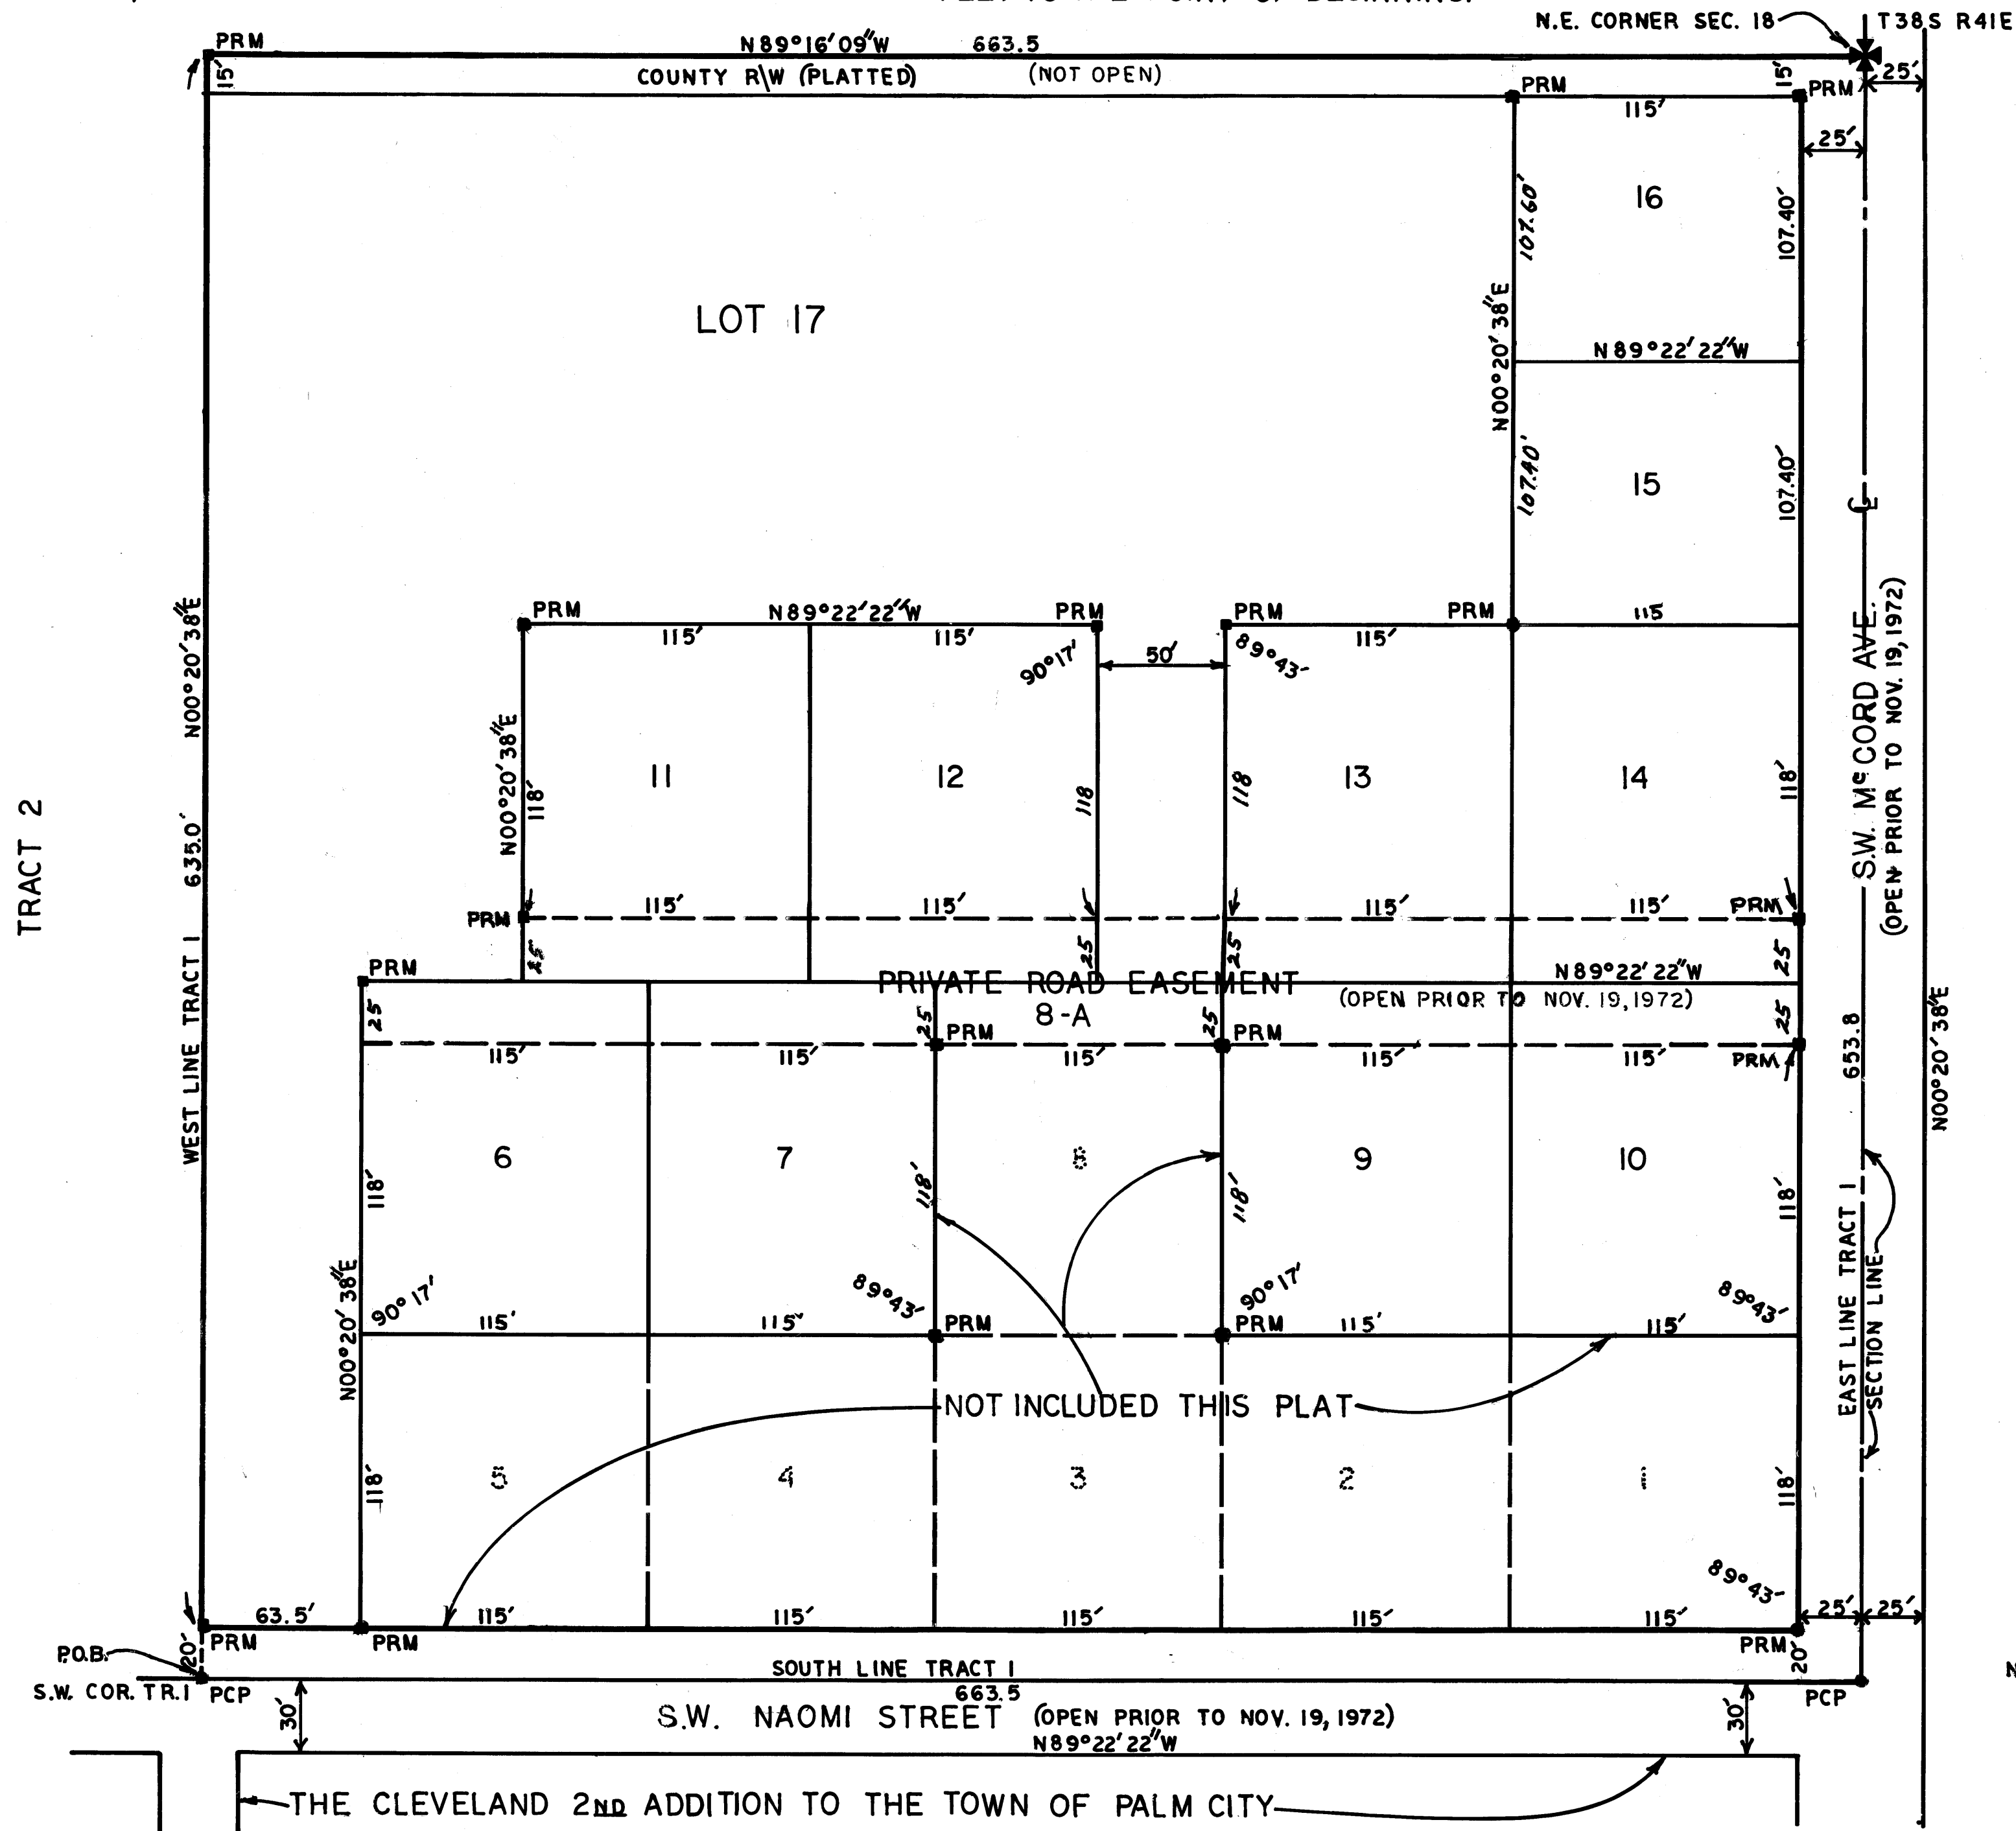 N.E. CORNER SEC. 18
T38S R41E
PRM
N89°16'09"W 663.5
15'
COUNTY R\W (PLATTED) (NOT OPEN)
PRM
15'
PRM
25'
115'
25'
16
107.60'
107.40'
LOT 17
N00°20'38"E
N89°22'22"W
15
107.40'
107.40'
℄
PRM
N89°22'22"W
PRM
PRM
PRM
115'
115'
115'
115
90°17'
50'
89°43'
N00°20'38"E
N00°20'38"E
118'
11
12
118
118
13
14
118'
S.W. McCORD AVE.
(OPEN PRIOR TO NOV. 19, 1972)
TRACT 2
635.0'
WEST LINE TRACT 1
PRM
115'
115'
115'
115'
PRM
25'
25
25
25
PRM
PRIVATE ROAD EASEMENT
N89°22'22"W
(OPEN PRIOR TO NOV. 19, 1972)
8-A
25
25
25
25
PRM
PRM
PRM
115'
115'
115'
115'
115'
653.8
N00°20'38"E
6
7
8
9
10
118'
118'
118'
118'
EAST LINE TRACT 1
SECTION LINE
N00°20'38"E
90°17'
89°43'
90°17'
89°43'
115'
115'
PRM
PRM
115'
115'
NOT INCLUDED THIS PLAT
5
4
3
2
1
118'
118'
89°43'
63.5'
115'
115'
115'
115'
115'
25'
25'
PRM
PRM
PRM
20'
20'
P.O.B.
S.W. COR. TR. 1
PCP
SOUTH LINE TRACT 1
663.5
PCP
30'
S.W. NAOMI STREET (OPEN PRIOR TO NOV. 19, 1972)
30'
N89°22'22"W
THE CLEVELAND 2ND ADDITION TO THE TOWN OF PALM CITY